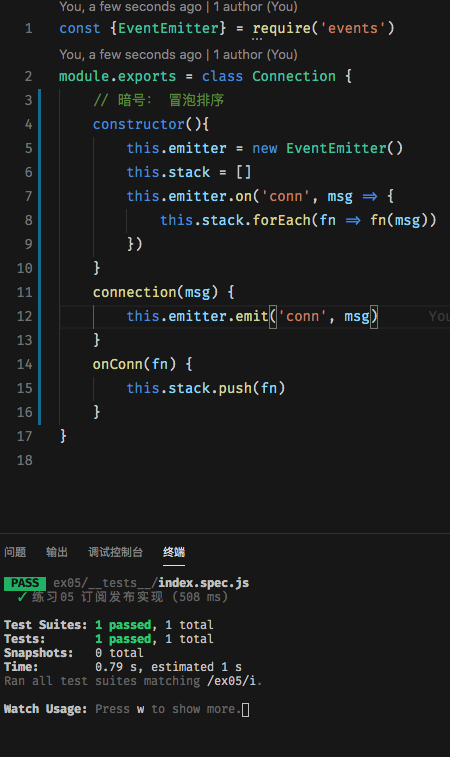 You, a few seconds ago | 1 author (You)
1 const {EventEmitter} = require('events')
You, a few seconds ago | 1 author (You)
2 module.exports = class Connection {
3 // 暗号： 冒泡排序
4 constructor(){
5 this.emitter = new EventEmitter()
6 this.stack = []
7 this.emitter.on('conn', msg => {
8 this.stack.forEach(fn => fn(msg))
9 })
10 }
11 connection(msg) {
12 this.emitter.emit('conn', msg) You
13 }
14 onConn(fn) {
15 this.stack.push(fn)
16 }
17 }
18
问题 输出 调试控制台 终端
PASS ex05/__tests__/index.spec.js
✓ 练习05 订阅发布实现 (508 ms)
Test Suites: 1 passed, 1 total
Tests: 1 passed, 1 total
Snapshots: 0 total
Time: 0.79 s, estimated 1 s
Ran all test suites matching /ex05/i.
Watch Usage: Press w to show more.